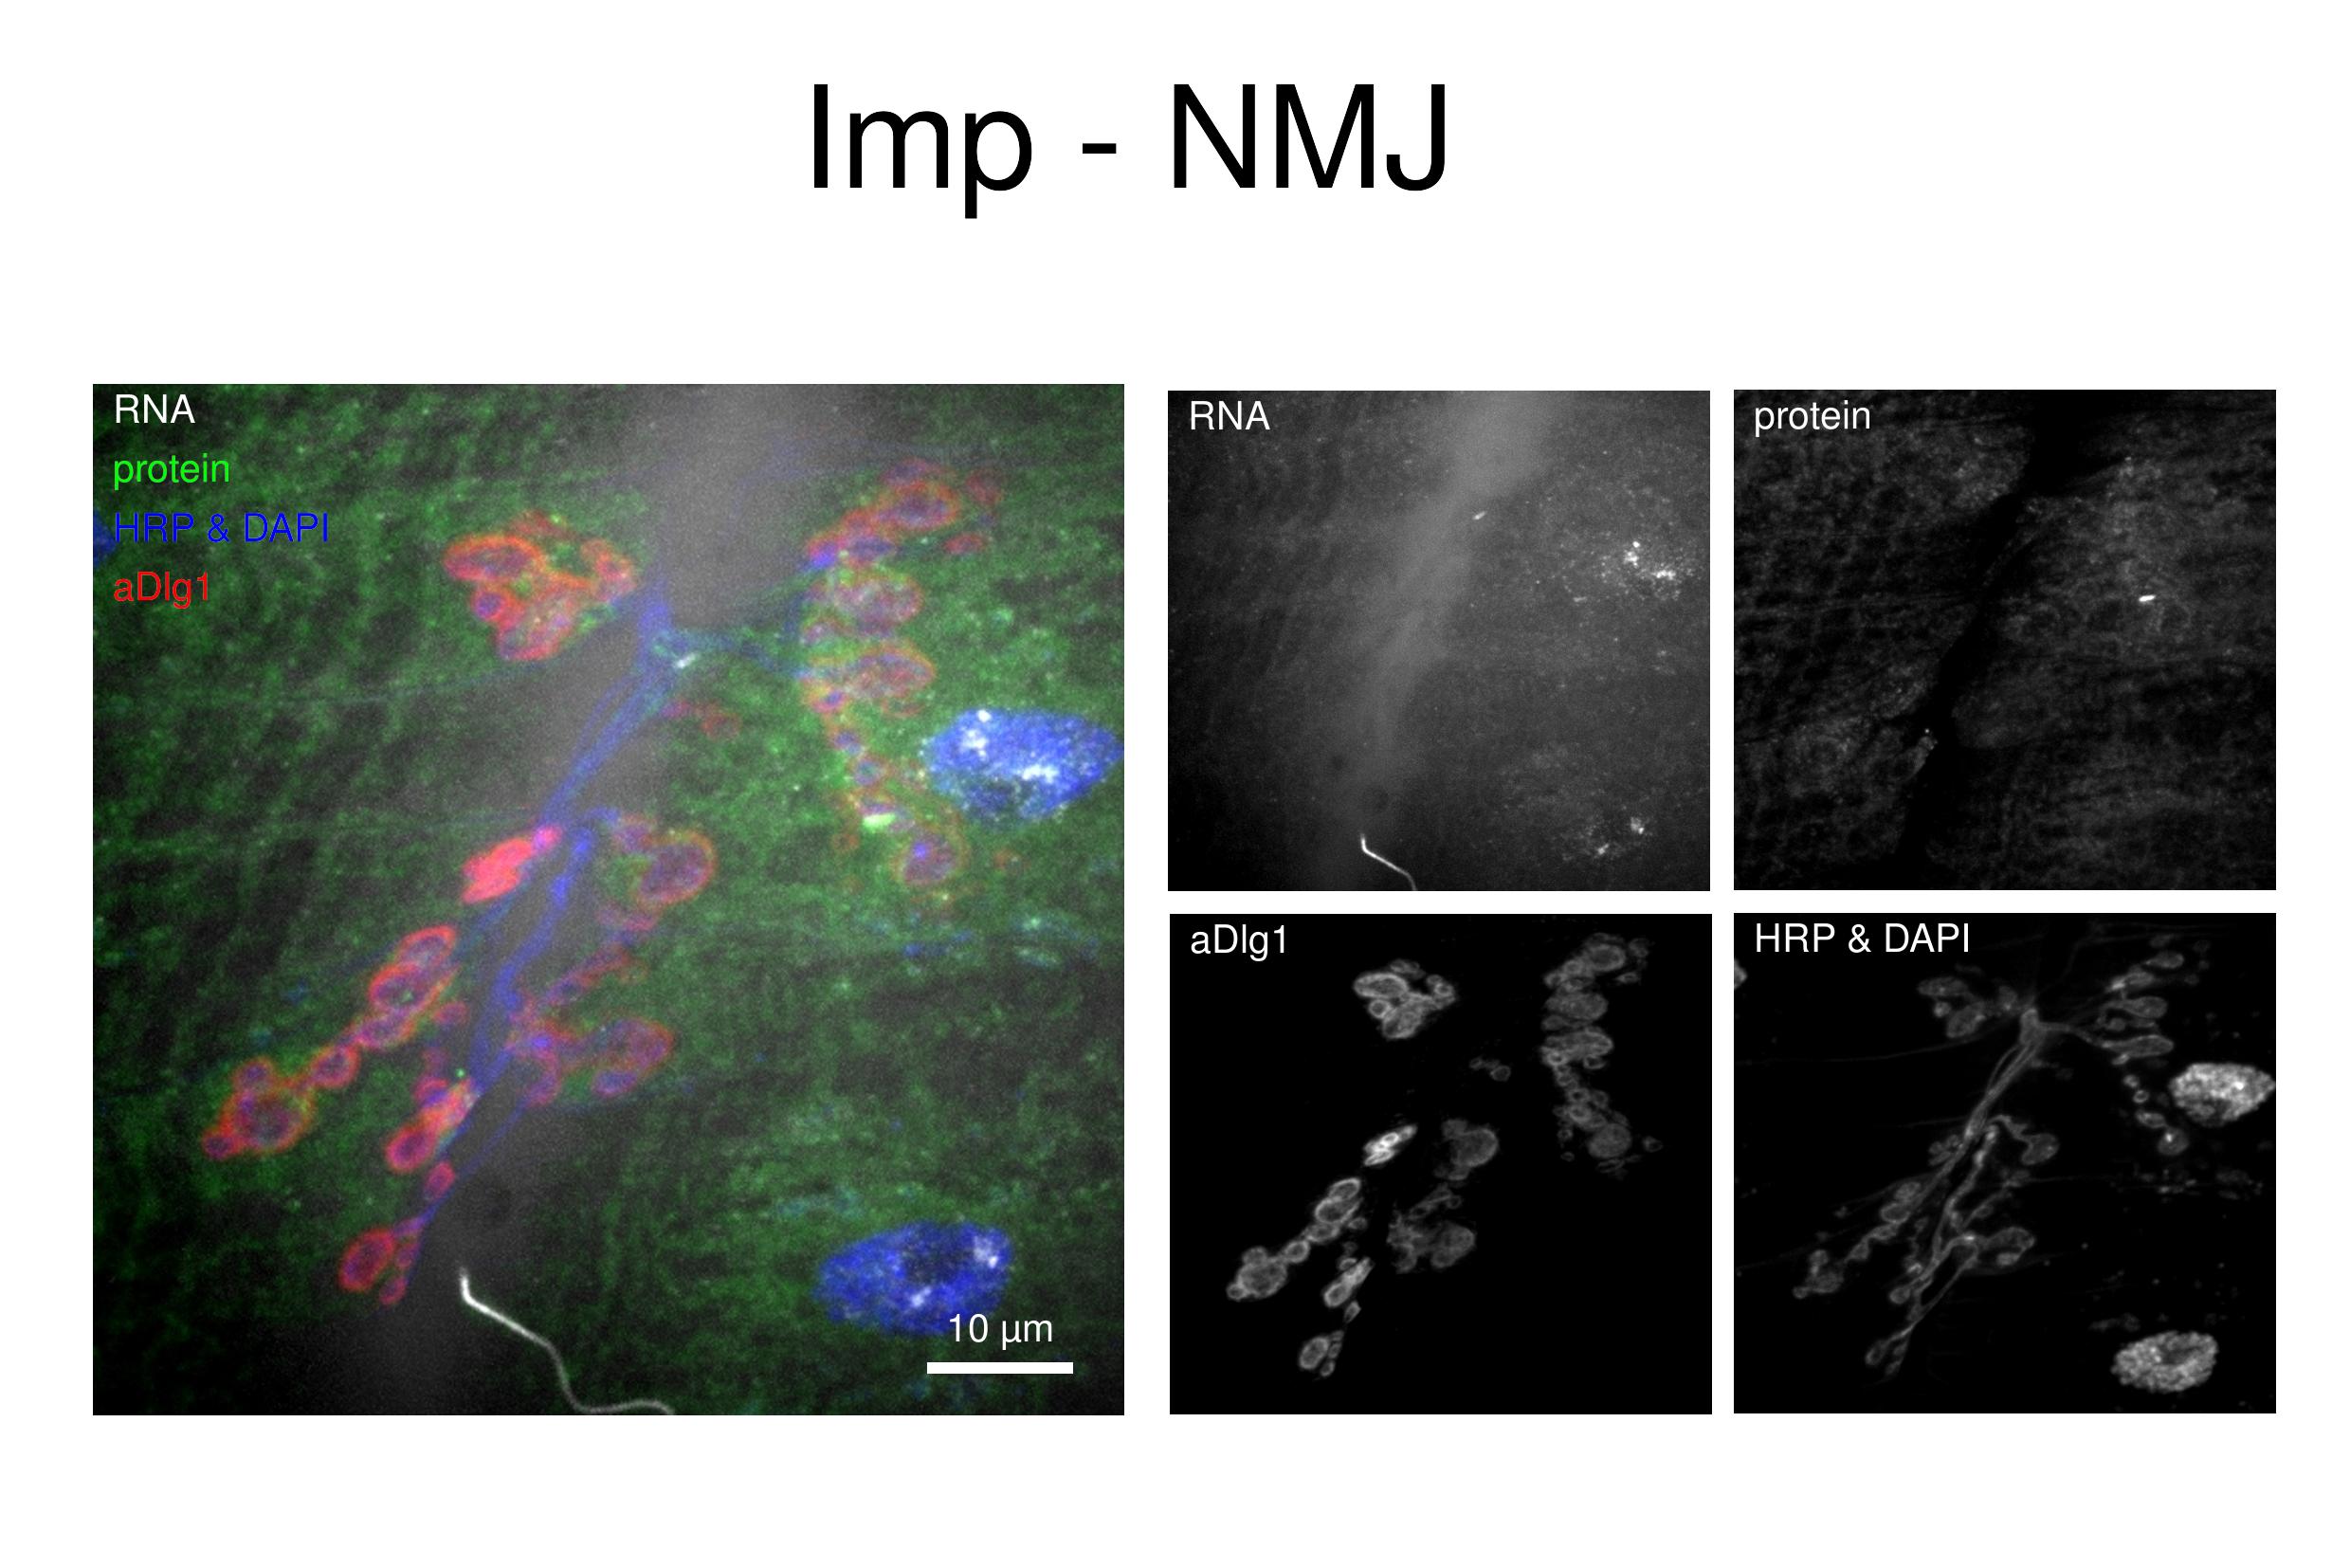 Imp - NMJ
RNA
protein
HRP & DAPI
aDlg1
10 µm
RNA
protein
aDlg1
HRP & DAPI